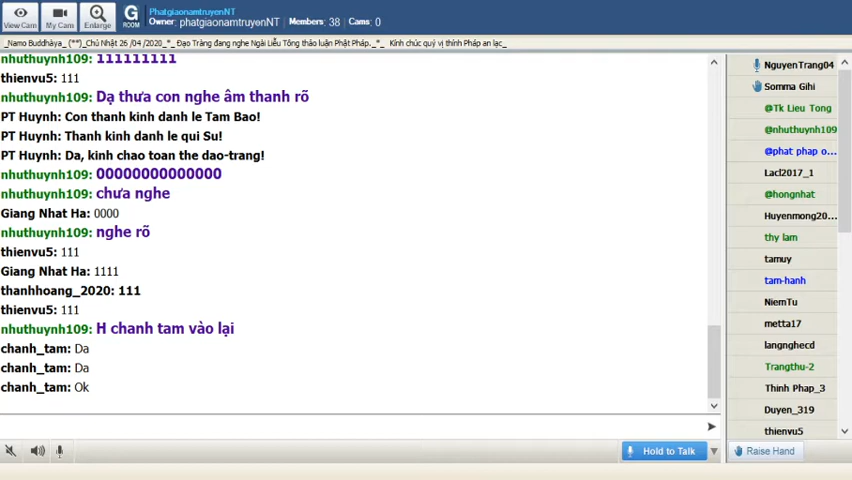 View Cam
My Cam
Enlarge
G
ROOM
PhatgiaonamtruyenNT
Owner: phatgiaonamtruyenNT Members: 38 Cams: 0
_Namo Buddhàya_ (**)_Chủ Nhật 26 /04 /2020_*_ Đạo Tràng đang nghe Ngài Liễu Tông thảo luận Phật Pháp._*_ Kính chúc quý vị thính Pháp an lạc_
nhuthuynh109: 111111111
thienvu5: 111
nhuthuynh109: Dạ thưa con nghe âm thanh rõ
PT Huynh: Con thanh kinh danh le Tam Bao!
PT Huynh: Thanh kinh danh le qui Su!
PT Huynh: Da, kinh chao toan the dao-trang!
nhuthuynh109: 0000000000000
nhuthuynh109: chưa nghe
Giang Nhat Ha: 0000
nhuthuynh109: nghe rõ
thienvu5: 111
Giang Nhat Ha: 1111
thanhhoang_2020: 111
thienvu5: 111
nhuthuynh109: H chanh tam vào lại
chanh_tam: Da
chanh_tam: Da
chanh_tam: Ok
NguyenTrang04
Somma Gihi
@Tk Lieu Tong
@nhuthuynh109
@phat phap o...
Lacl2017_1
@hongnhat
Huyenmong20...
thy lam
tamuy
tam-hanh
NiemTu
metta17
langnghecd
Trangthu-2
Thinh Phap_3
Duyen_319
thienvu5
Hold to Talk
Raise Hand